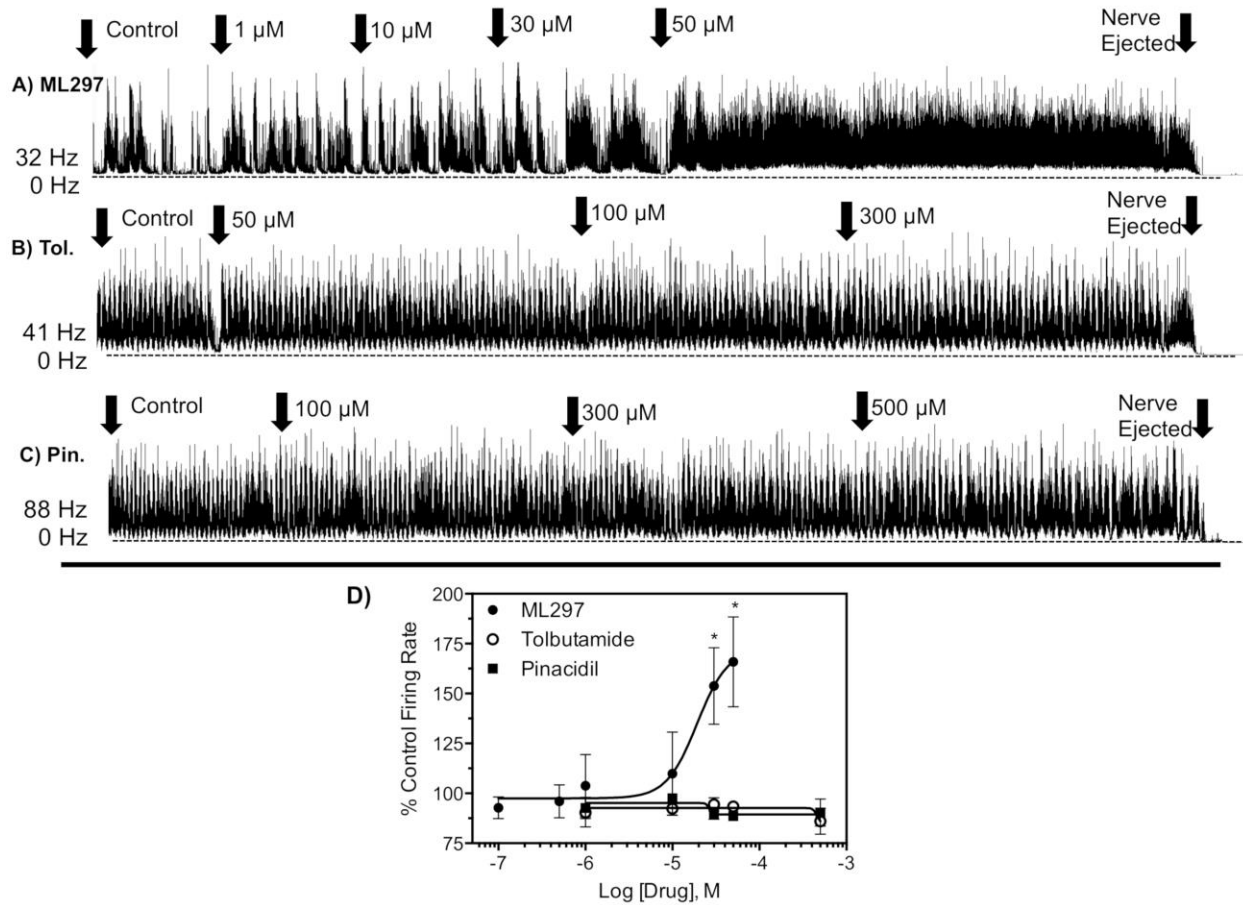 Control 1 µM 10 µM 30 µM 50 µM Nerve
Ejected
A) ML297
32 Hz
0 Hz
Control 50 µM 100 µM 300 µM Nerve
Ejected
B) Tol.
41 Hz
0 Hz
Control 100 µM 300 µM 500 µM Nerve
Ejected
C) Pin.
88 Hz
0 Hz
D)
200
175
150
125
100
75
% Control Firing Rate
ML297
Tolbutamide
Pinacidil
*
*
-7 -6 -5 -4 -3
Log [Drug], M